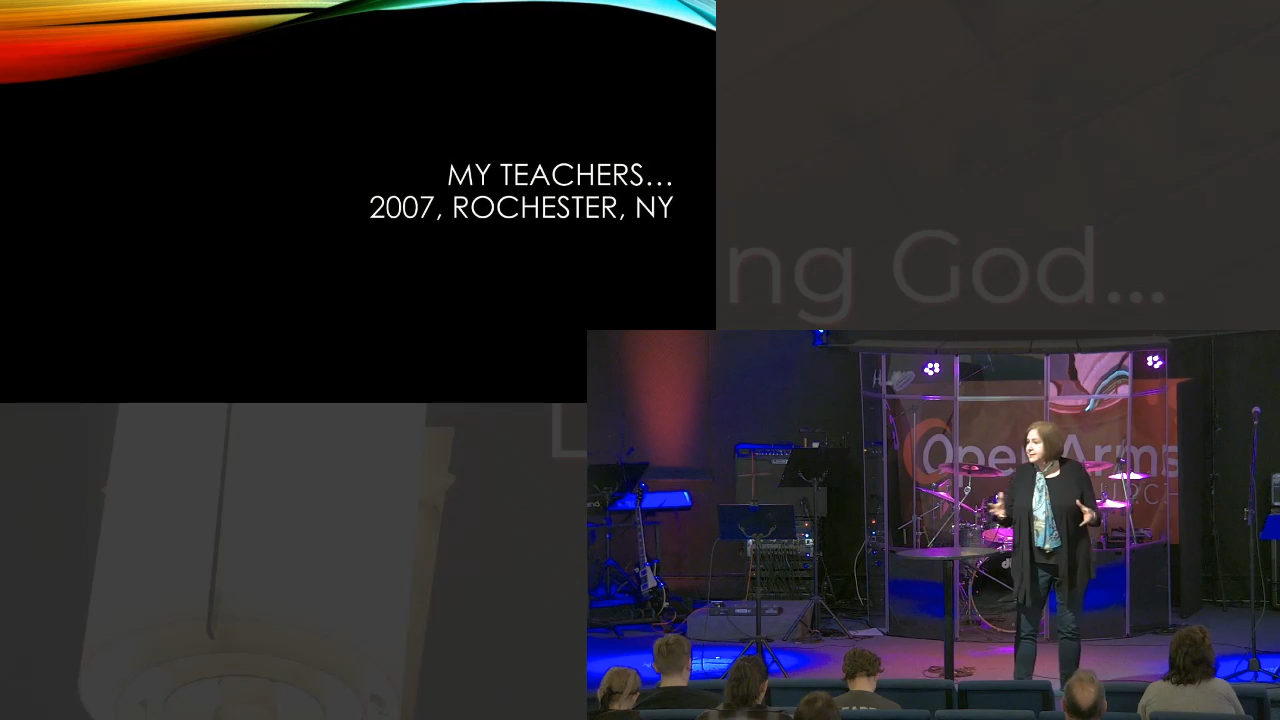 MY TEACHERS...
2007, ROCHESTER, NY
ng God...
Open Arms